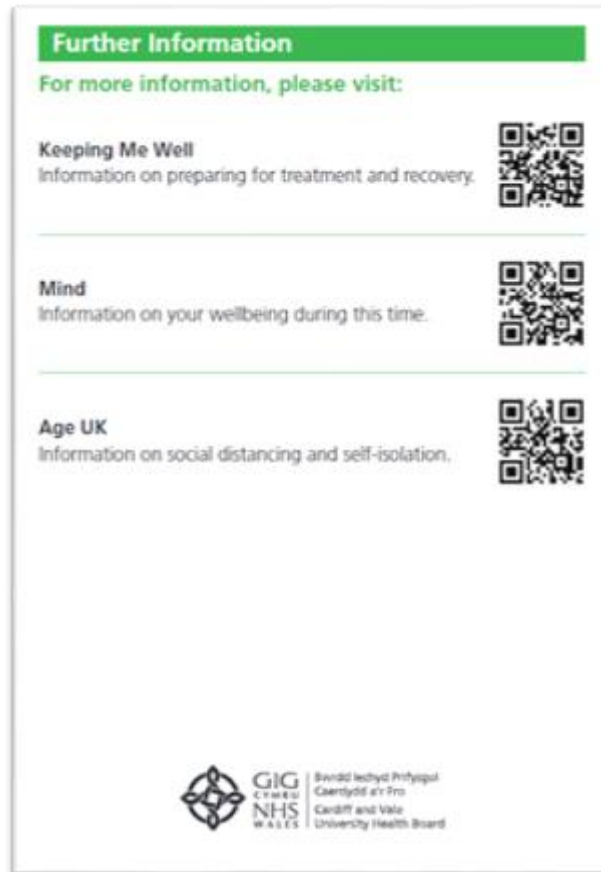 Further Information
For more information, please visit:
Keeping Me Well
Information on preparing for treatment and recovery.
Mind
Information on your wellbeing during this time.
Age UK
Information on social distancing and self-isolation.
GIG
CYMRU
NHS
WALES
Bwrdd Iechyd Prifysgol
Caerdydd a'r Fro
Cardiff and Vale
University Health Board